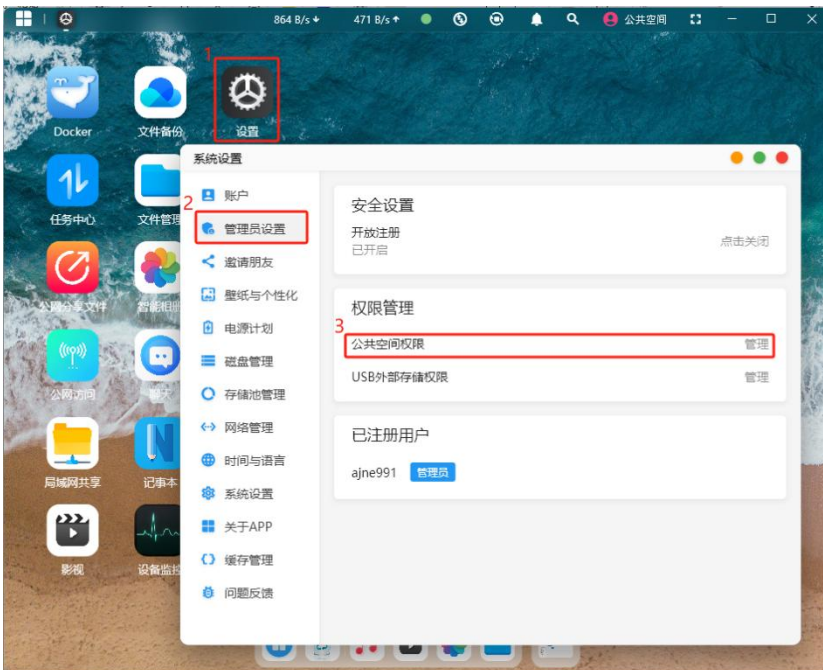 864 B/s 471 B/s 公共空间
1
Docker 文件备份 设置
任务中心 文件管理
公网分享文件 智能相册
公网访问 聊天
局域网共享 记事本
影视 设备监控
系统设置
账户
2
管理员设置
邀请朋友
壁纸与个性化
电源计划
磁盘管理
存储池管理
网络管理
时间与语言
系统设置
关于APP
缓存管理
问题反馈
安全设置
开放注册
已开启 点击关闭
权限管理
3
公共空间权限 管理
USB外部存储权限 管理
已注册用户
ajne991 管理员